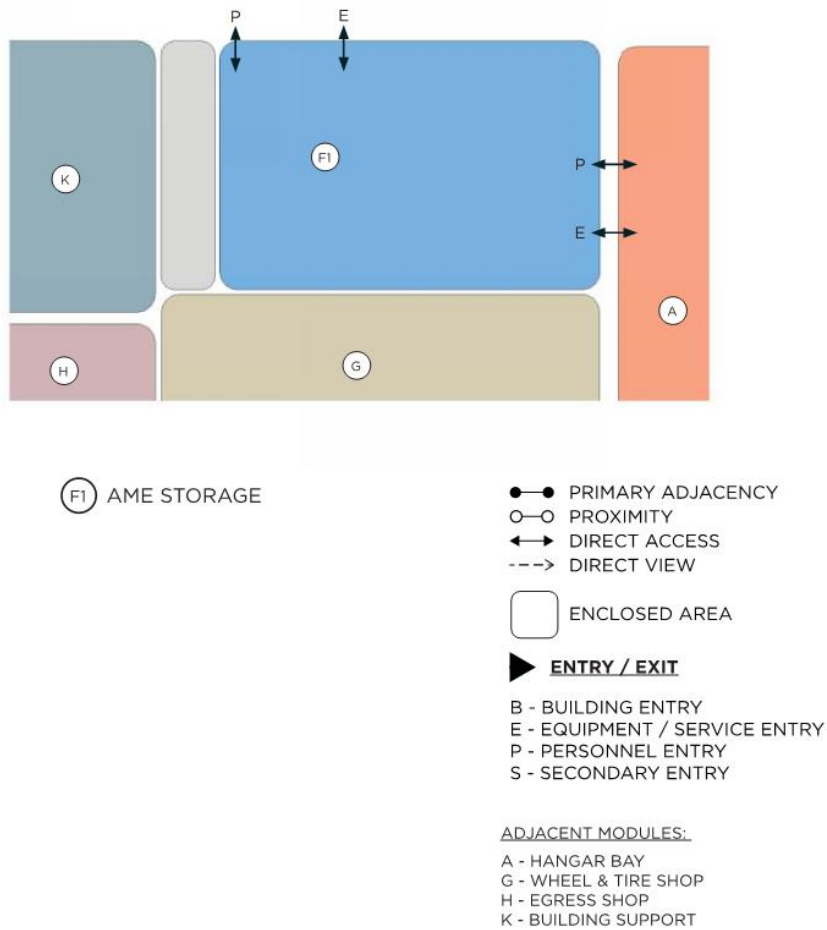 P
E
F1
P
K
E
A
G
H
F1 AME STORAGE
PRIMARY ADJACENCY
PROXIMITY
DIRECT ACCESS
DIRECT VIEW
ENCLOSED AREA
ENTRY / EXIT
B - BUILDING ENTRY
E - EQUIPMENT / SERVICE ENTRY
P - PERSONNEL ENTRY
S - SECONDARY ENTRY
ADJACENT MODULES:
A - HANGAR BAY
G - WHEEL & TIRE SHOP
H - EGRESS SHOP
K - BUILDING SUPPORT